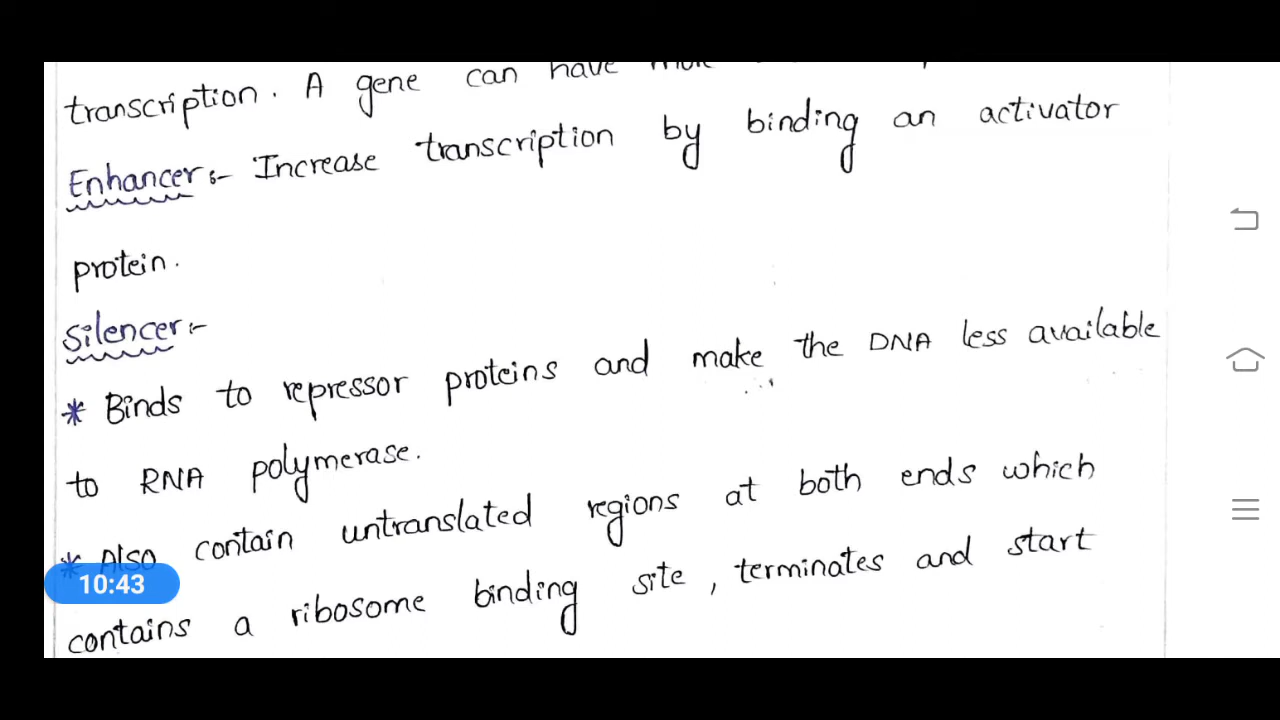 transcription. A gene can have
Enhancer:- Increase transcription by binding an activator
protein.
Silencer:-
* Binds to repressor proteins and make the DNA less available
to RNA polymerase.
* Also contain untranslated regions at both ends which
contains a ribosome binding site, terminates and start
10:43